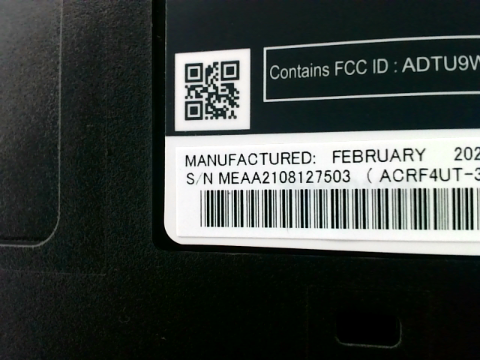 Contains FCC ID : ADTU9W
MANUFACTURED: FEBRUARY 202
S/N MEAA2108127503 ( ACRF4UT-3